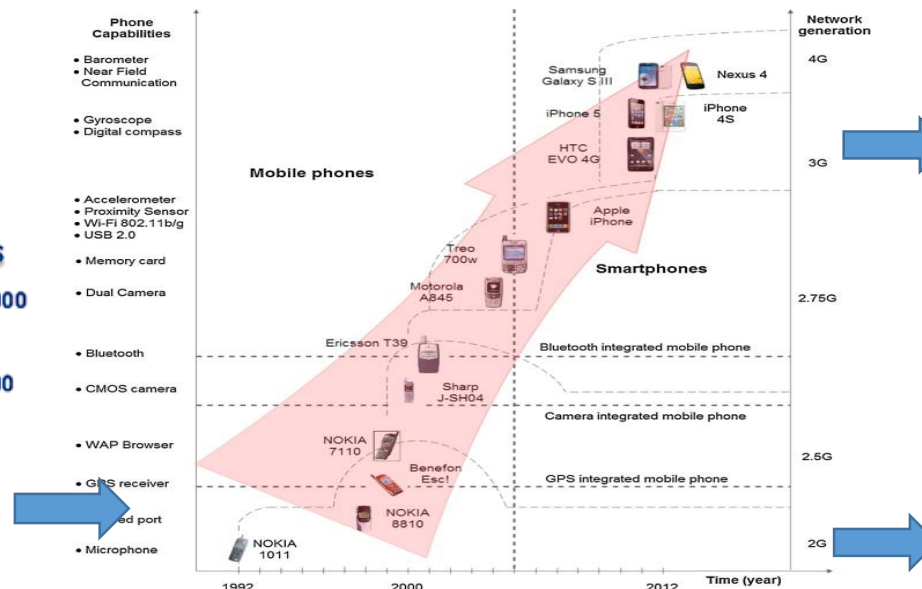 Phone
Capabilities
• Barometer
• Near Field
Communication
• Gyroscope
• Digital compass
• Accelerometer
• Proximity Sensor
• Wi-Fi 802.11b/g
• USB 2.0
• Memory card
• Dual Camera
• Bluetooth
• CMOS camera
• WAP Browser
receiver
port
• Microphone
Mobile phones
Smartphones
Samsung
Galaxy S III
Nexus 4
iPhone 5
iPhone
4S
HTC
EVO 4G
Apple
iPhone
Treo
700w
Motorola
A845
Ericsson T39
Sharp
J-SH04
NOKIA
7110
Benefon
Esc!
NOKIA
8810
NOKIA
1011
Bluetooth integrated mobile phone
Camera integrated mobile phone
GPS integrated mobile phone
Network
generation
4G
3G
2.75G
2.5G
2G
1992
2000
2012
Time (year)